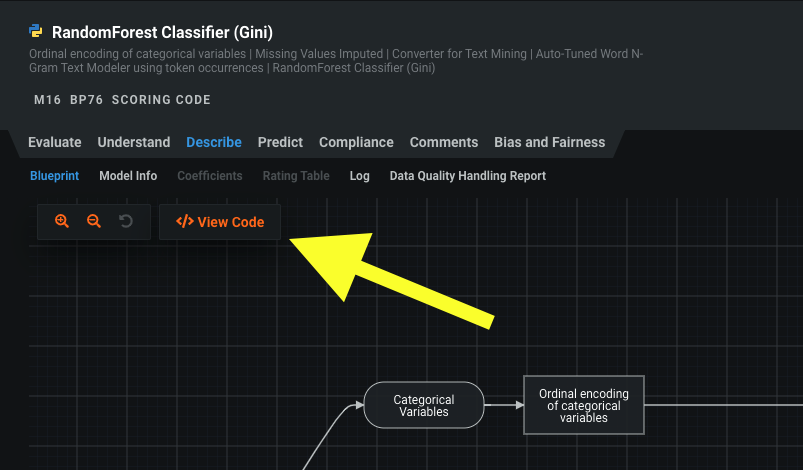 RandomForest Classifier (Gini)
Ordinal encoding of categorical variables | Missing Values Imputed | Converter for Text Mining | Auto-Tuned Word N-
Gram Text Modeler using token occurrences | RandomForest Classifier (Gini)
M16 BP76 SCORING CODE
Evaluate Understand Describe Predict Compliance Comments Bias and Fairness
Blueprint Model Info Coefficients Rating Table Log Data Quality Handling Report
</> View Code
Categorical
Variables
Ordinal encoding
of categorical
variables